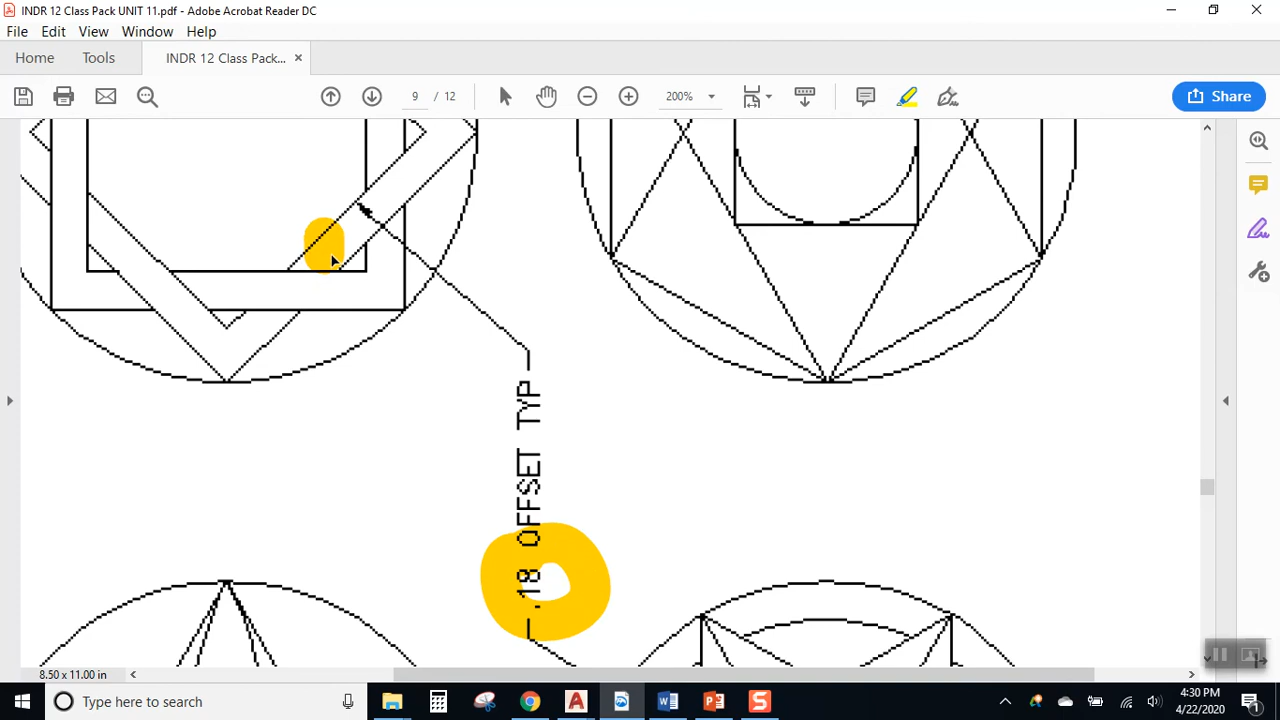 INDR 12 Class Pack UNIT 11.pdf - Adobe Acrobat Reader DC
File Edit View Window Help
Home Tools INDR 12 Class Pack... ×
9 / 12 200% Share
.18 OFFSET TYP
8.50 x 11.00 in
Type here to search
4:30 PM
4/22/2020
1